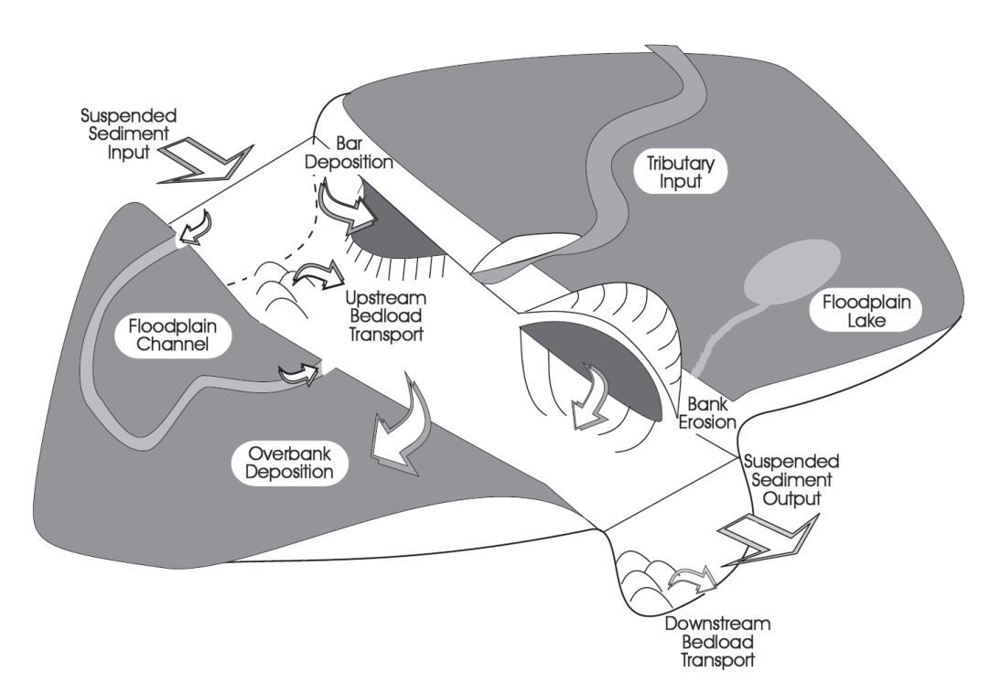 Suspended
Sediment
Input
Bar
Deposition
Tributary
Input
Upstream
Bedload
Transport
Floodplain
Lake
Floodplain
Channel
Bank
Erosion
Overbank
Deposition
Suspended
Sediment
Output
Downstream
Bedload
Transport